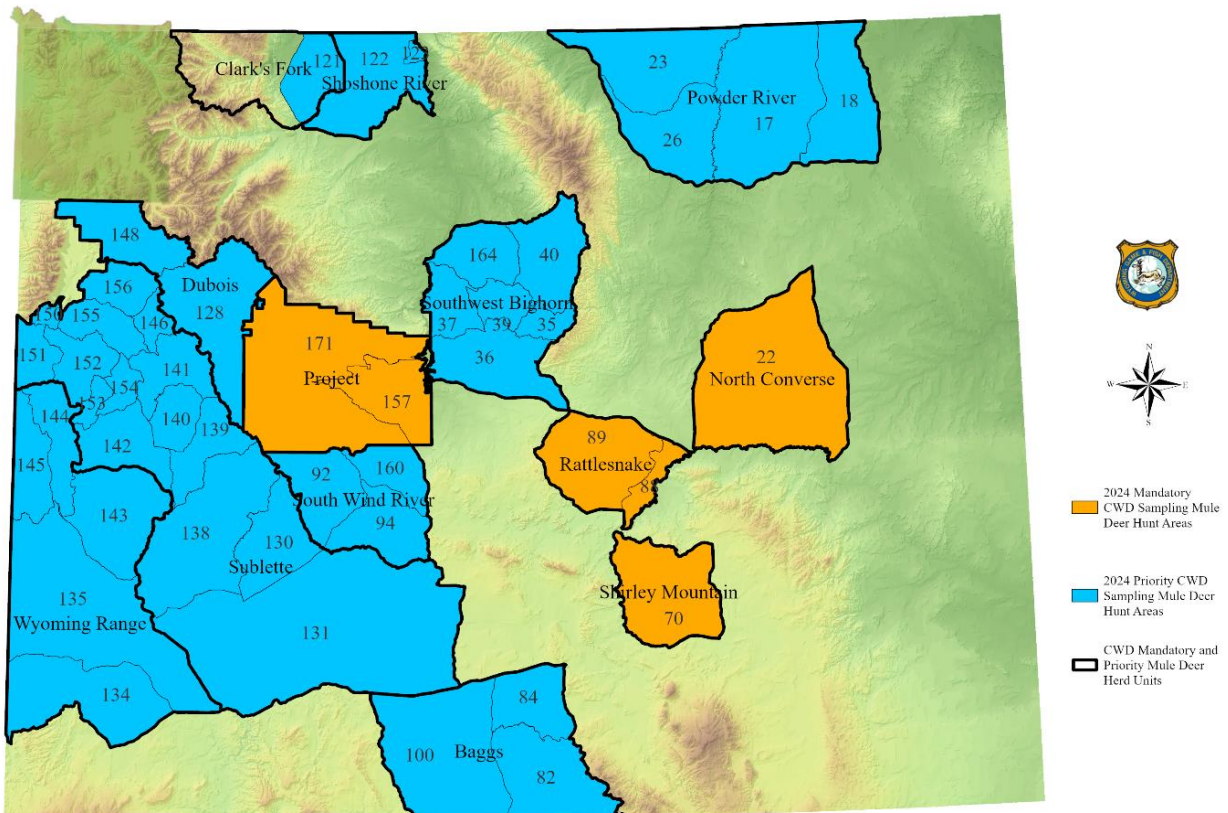 Clark's Fork
121
122
123
Shoshone River
23
Powder River
18
26
17
148
Dubois
128
156
150
155
146
164
40
Southwest Bighorn
37
39
35
36
151
152
141
154
153
171
Project
157
22
North Converse
144
140
139
142
145
89
Rattlesnake
88
92
160
South Wind River
94
143
138
130
Sublette
135
Wyoming Range
131
Shirley Mountain
70
134
84
100
Baggs
82
N
W
E
S
2024 Mandatory
CWD Sampling Mule
Deer Hunt Areas
2024 Priority CWD
Sampling Mule Deer
Hunt Areas
CWD Mandatory and
Priority Mule Deer
Herd Units